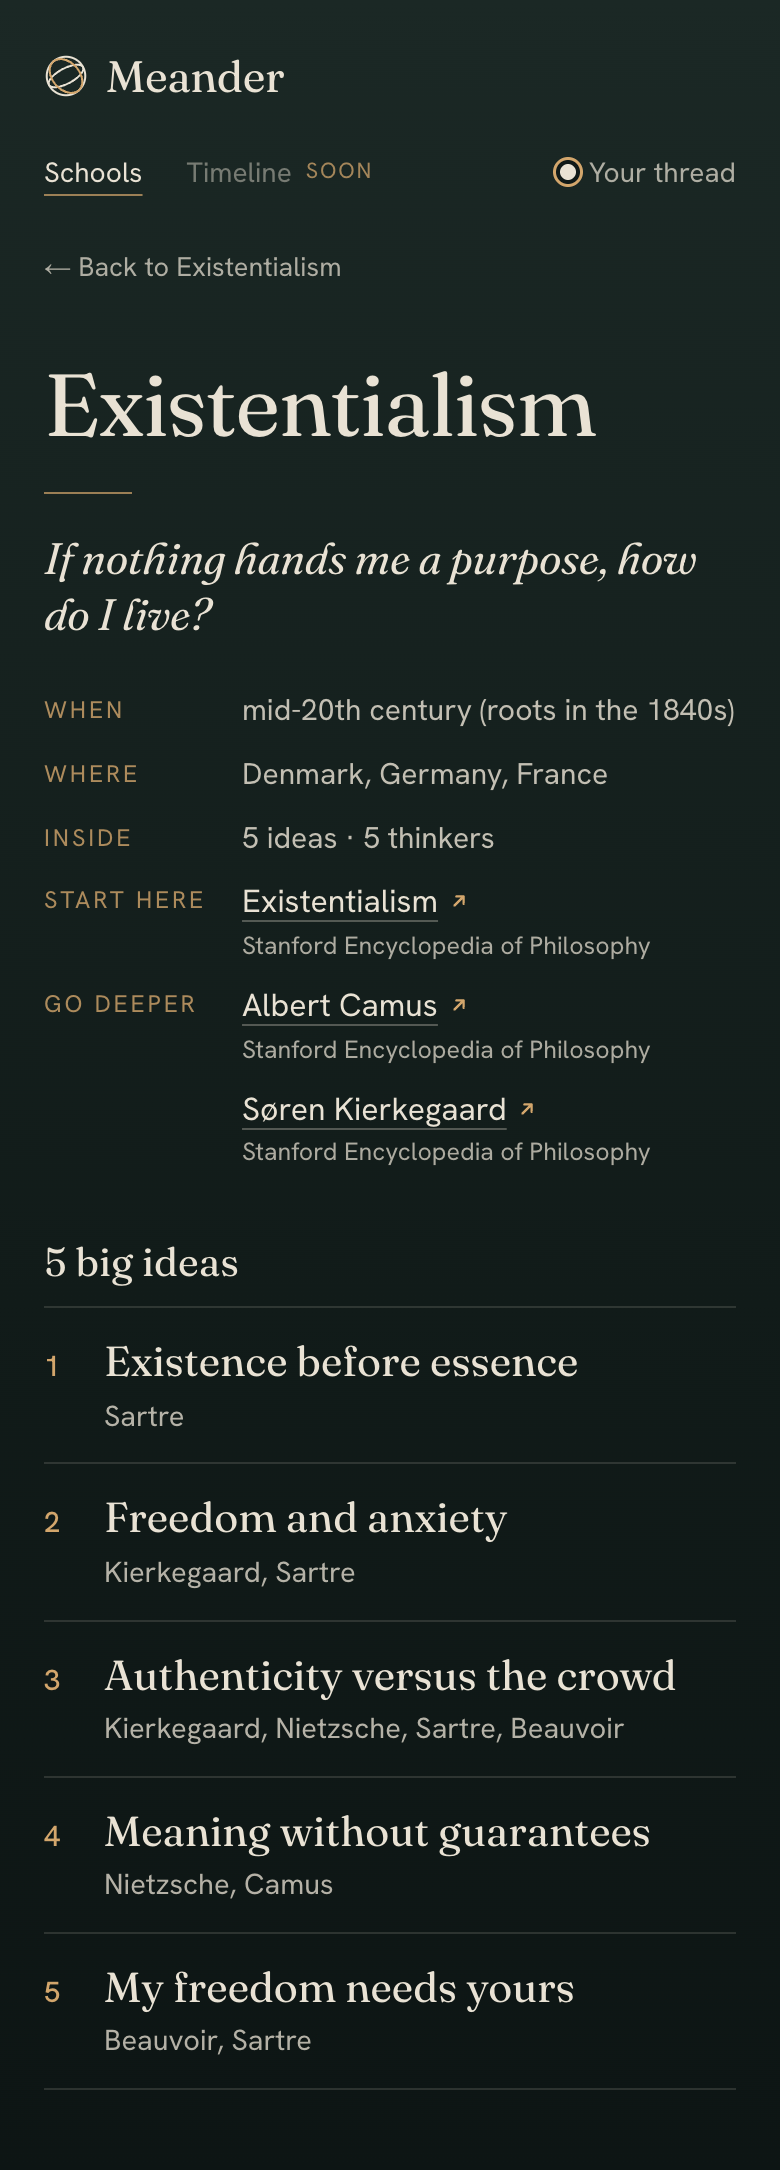 Meander
Schools Timeline SOON Your thread
← Back to Existentialism
Existentialism
If nothing hands me a purpose, how
do I live?
WHEN mid-20th century (roots in the 1840s)
WHERE Denmark, Germany, France
INSIDE 5 ideas · 5 thinkers
START HERE Existentialism ↗
Stanford Encyclopedia of Philosophy
GO DEEPER Albert Camus ↗
Stanford Encyclopedia of Philosophy
Søren Kierkegaard ↗
Stanford Encyclopedia of Philosophy
5 big ideas
1 Existence before essence
Sartre
2 Freedom and anxiety
Kierkegaard, Sartre
3 Authenticity versus the crowd
Kierkegaard, Nietzsche, Sartre, Beauvoir
4 Meaning without guarantees
Nietzsche, Camus
5 My freedom needs yours
Beauvoir, Sartre